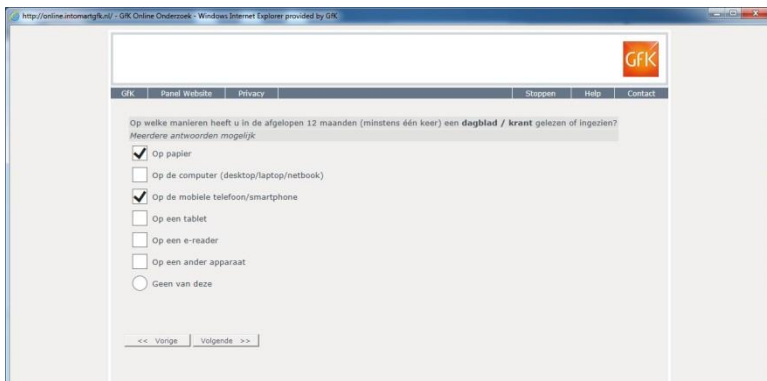 http://online.intomartgfk.nl/ - GfK Online Onderzoek - Windows Internet Explorer provided by GfK
GfK
GfK Panel Website Privacy Stoppen Help Contact
Op welke manieren heeft u in de afgelopen 12 maanden (minstens één keer) een dagblad / krant gelezen of ingezien?
Meerdere antwoorden mogelijk
Op papier
Op de computer (desktop/laptop/netbook)
Op de mobiele telefoon/smartphone
Op een tablet
Op een e-reader
Op een ander apparaat
Geen van deze
<< Vorige Volgende >>